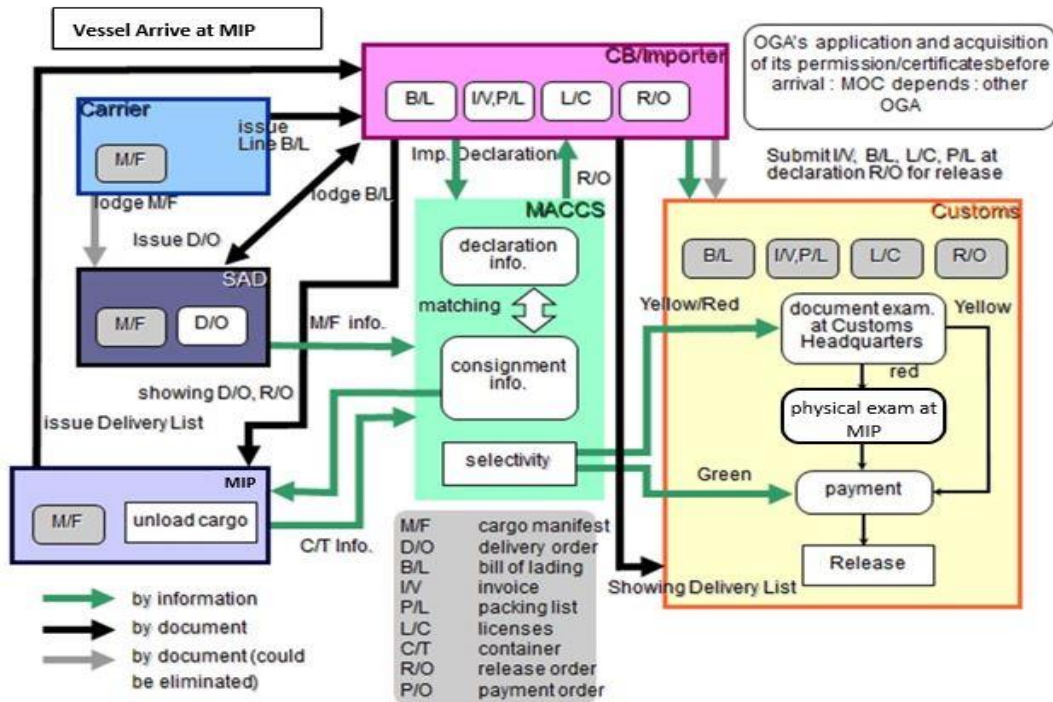 Vessel Arrive at MIP
CB/Importer
B/L
I/V,P/L
L/C
R/O
OGA's application and acquisition
of its permission/certificatesbefore
arrival : MOC depends : other
OGA
Carrier
M/F
issue
Line B/L
Imp. Declaration
R/O
Submit I/V, B/L, L/C, P/L at
declaration R/O for release
lodge M/F
lodge B/L
Issue D/O
SAD
M/F
D/O
M/F info.
MACCS
declaration
info.
matching
consignment
info.
selectivity
Customs
B/L
I/V,P/L
L/C
R/O
Yellow/Red
document exam.
at Customs
Headquarters
Yellow
red
physical exam at
MIP
Green
payment
Release
showing D/O, R/O
issue Delivery List
MIP
M/F
unload cargo
C/T Info.
Showing Delivery List
M/F cargo manifest
D/O delivery order
B/L bill of lading
I/V invoice
P/L packing list
L/C licenses
C/T container
R/O release order
P/O payment order
by information
by document
by document (could
be eliminated)